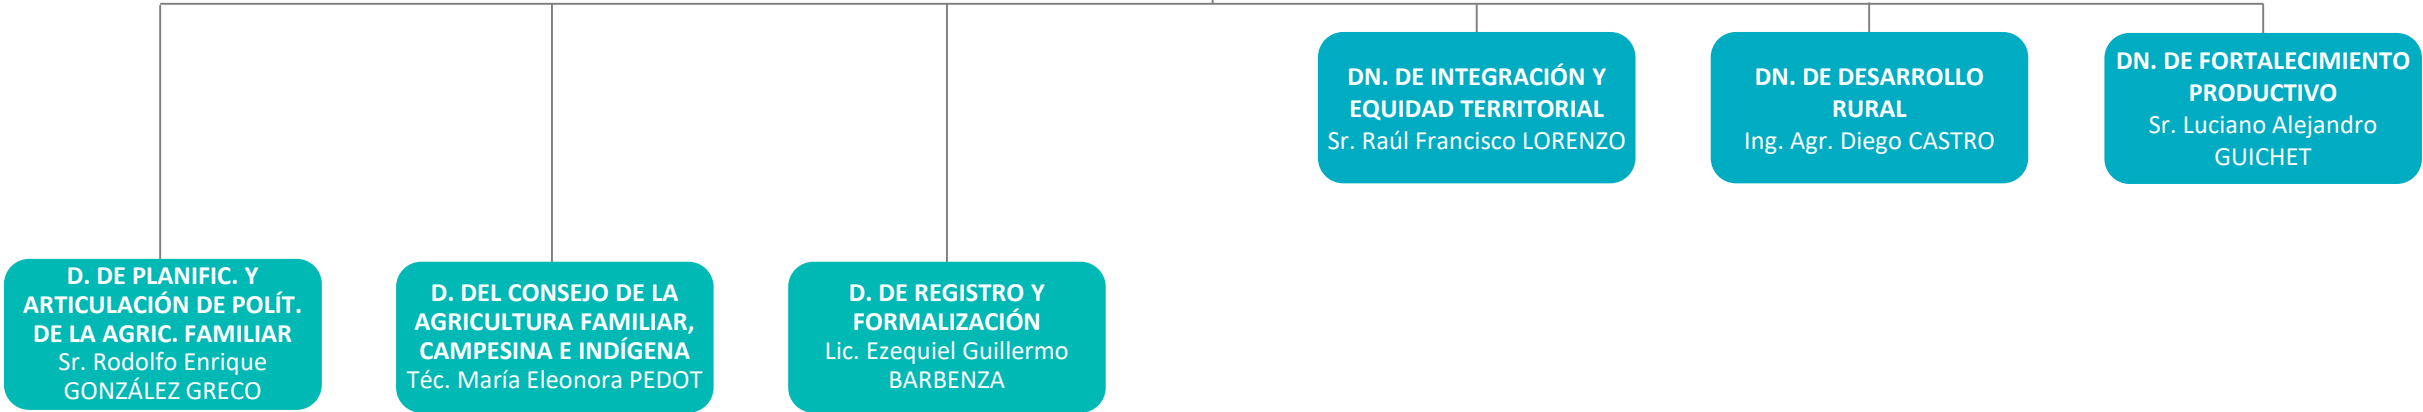 DN. DE INTEGRACIÓN Y
EQUIDAD TERRITORIAL
Sr. Raúl Francisco LORENZO
DN. DE DESARROLLO
RURAL
Ing. Agr. Diego CASTRO
DN. DE FORTALECIMIENTO
PRODUCTIVO
Sr. Luciano Alejandro
GUICHET
D. DE PLANIFIC. Y
ARTICULACIÓN DE POLÍT.
DE LA AGRIC. FAMILIAR
Sr. Rodolfo Enrique
GONZÁLEZ GRECO
D. DEL CONSEJO DE LA
AGRICULTURA FAMILIAR,
CAMPESINA E INDÍGENA
Téc. María Eleonora PEDOT
D. DE REGISTRO Y
FORMALIZACIÓN
Lic. Ezequiel Guillermo
BARBENZA